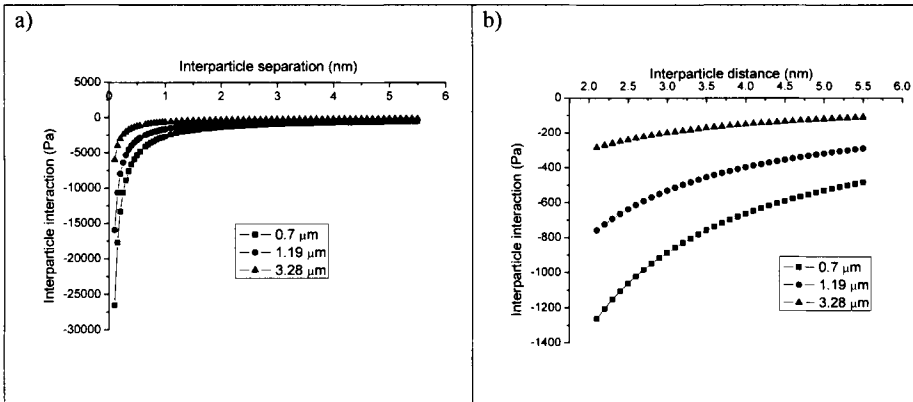 a)
Interparticle separation (nm)
5000
0 1 2 3 4 5 6
0
-5000
-10000
-15000
-20000
-25000
-30000
Interparticle interaction (Pa)
0.7 μm
1.19 μm
3.28 μm
b)
Interparticle distance (nm)
2.0 2.5 3.0 3.5 4.0 4.5 5.0 5.5 6.0
0
-200
-400
-600
-800
-1000
-1200
-1400
Interparticle interaction (Pa)
0.7 μm
1.19 μm
3.28 μm